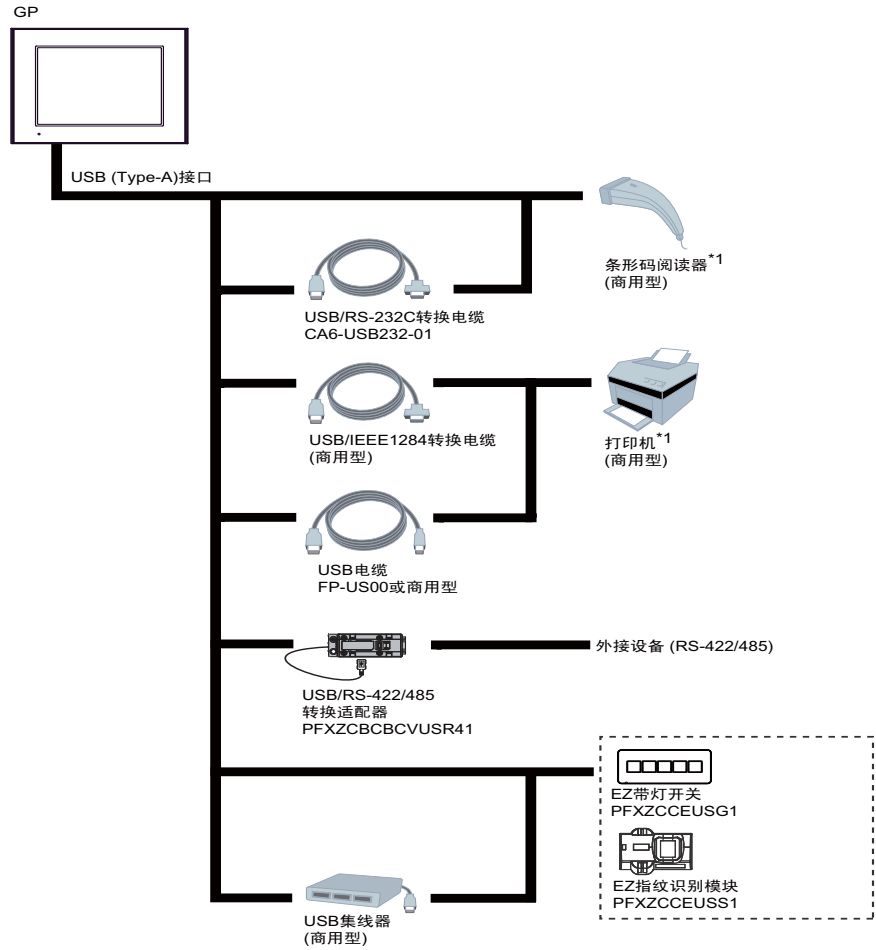 GP
USB (Type-A)接口
条形码阅读器*1
(商用型)
USB/RS-232C转换电缆
CA6-USB232-01
USB/IEEE1284转换电缆
(商用型)
打印机*1
(商用型)
USB电缆
FP-US00或商用型
外接设备 (RS-422/485)
USB/RS-422/485
转换适配器
PFXZCBCBCVUSR41
EZ带灯开关
PFXZCCEUSG1
EZ指纹识别模块
PFXZCCEUSS1
USB集线器
(商用型)